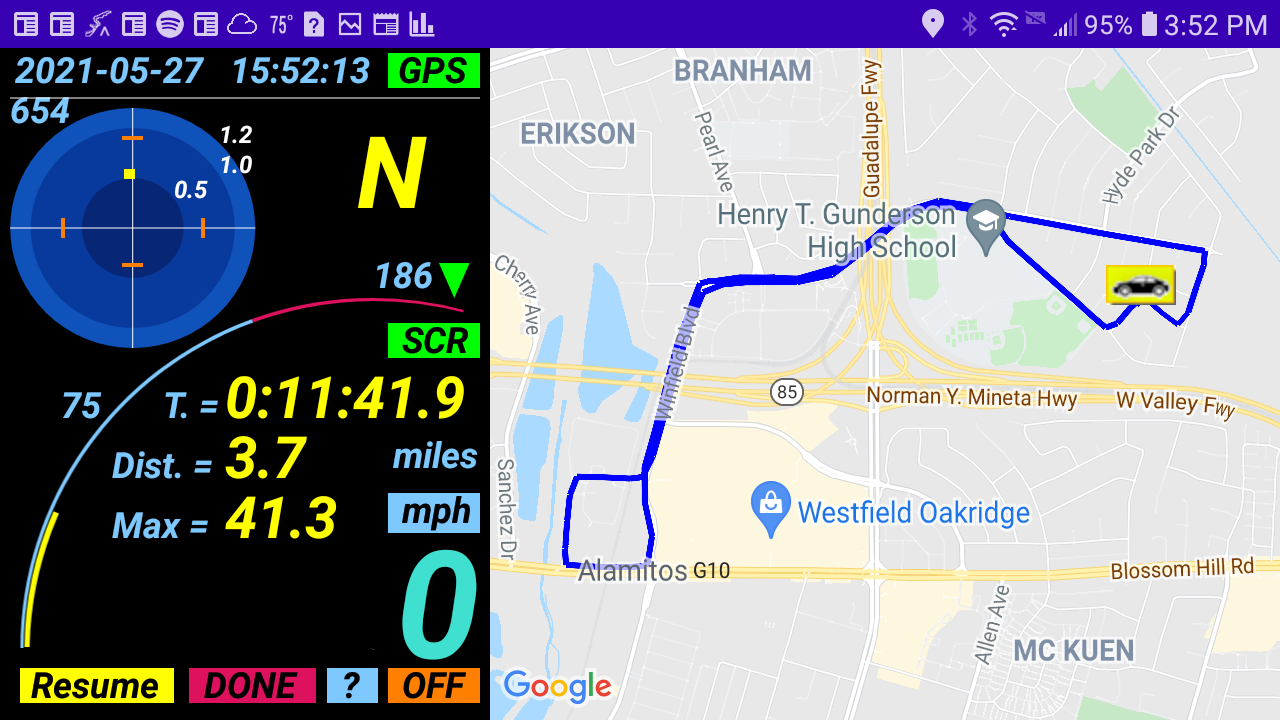 75°
95% 3:52 PM
2021-05-27 15:52:13 GPS
654
1.2
1.0
0.5
N
186
SCR
75 T. = 0:11:41.9
Dist. = 3.7 miles
Max = 41.3 mph
0
Resume DONE ? OFF
BRANHAM
ERIKSON
Pearl Ave
Guadalupe Fwy
Hyde Park Dr
Henry T. Gunderson
High School
Cherry Ave
Winfield Blvd
85
Norman Y. Mineta Hwy
W Valley Fwy
Sanchez Dr
Westfield Oakridge
Alamitos G10
Blossom Hill Rd
Allen Ave
MC KUEN
Google